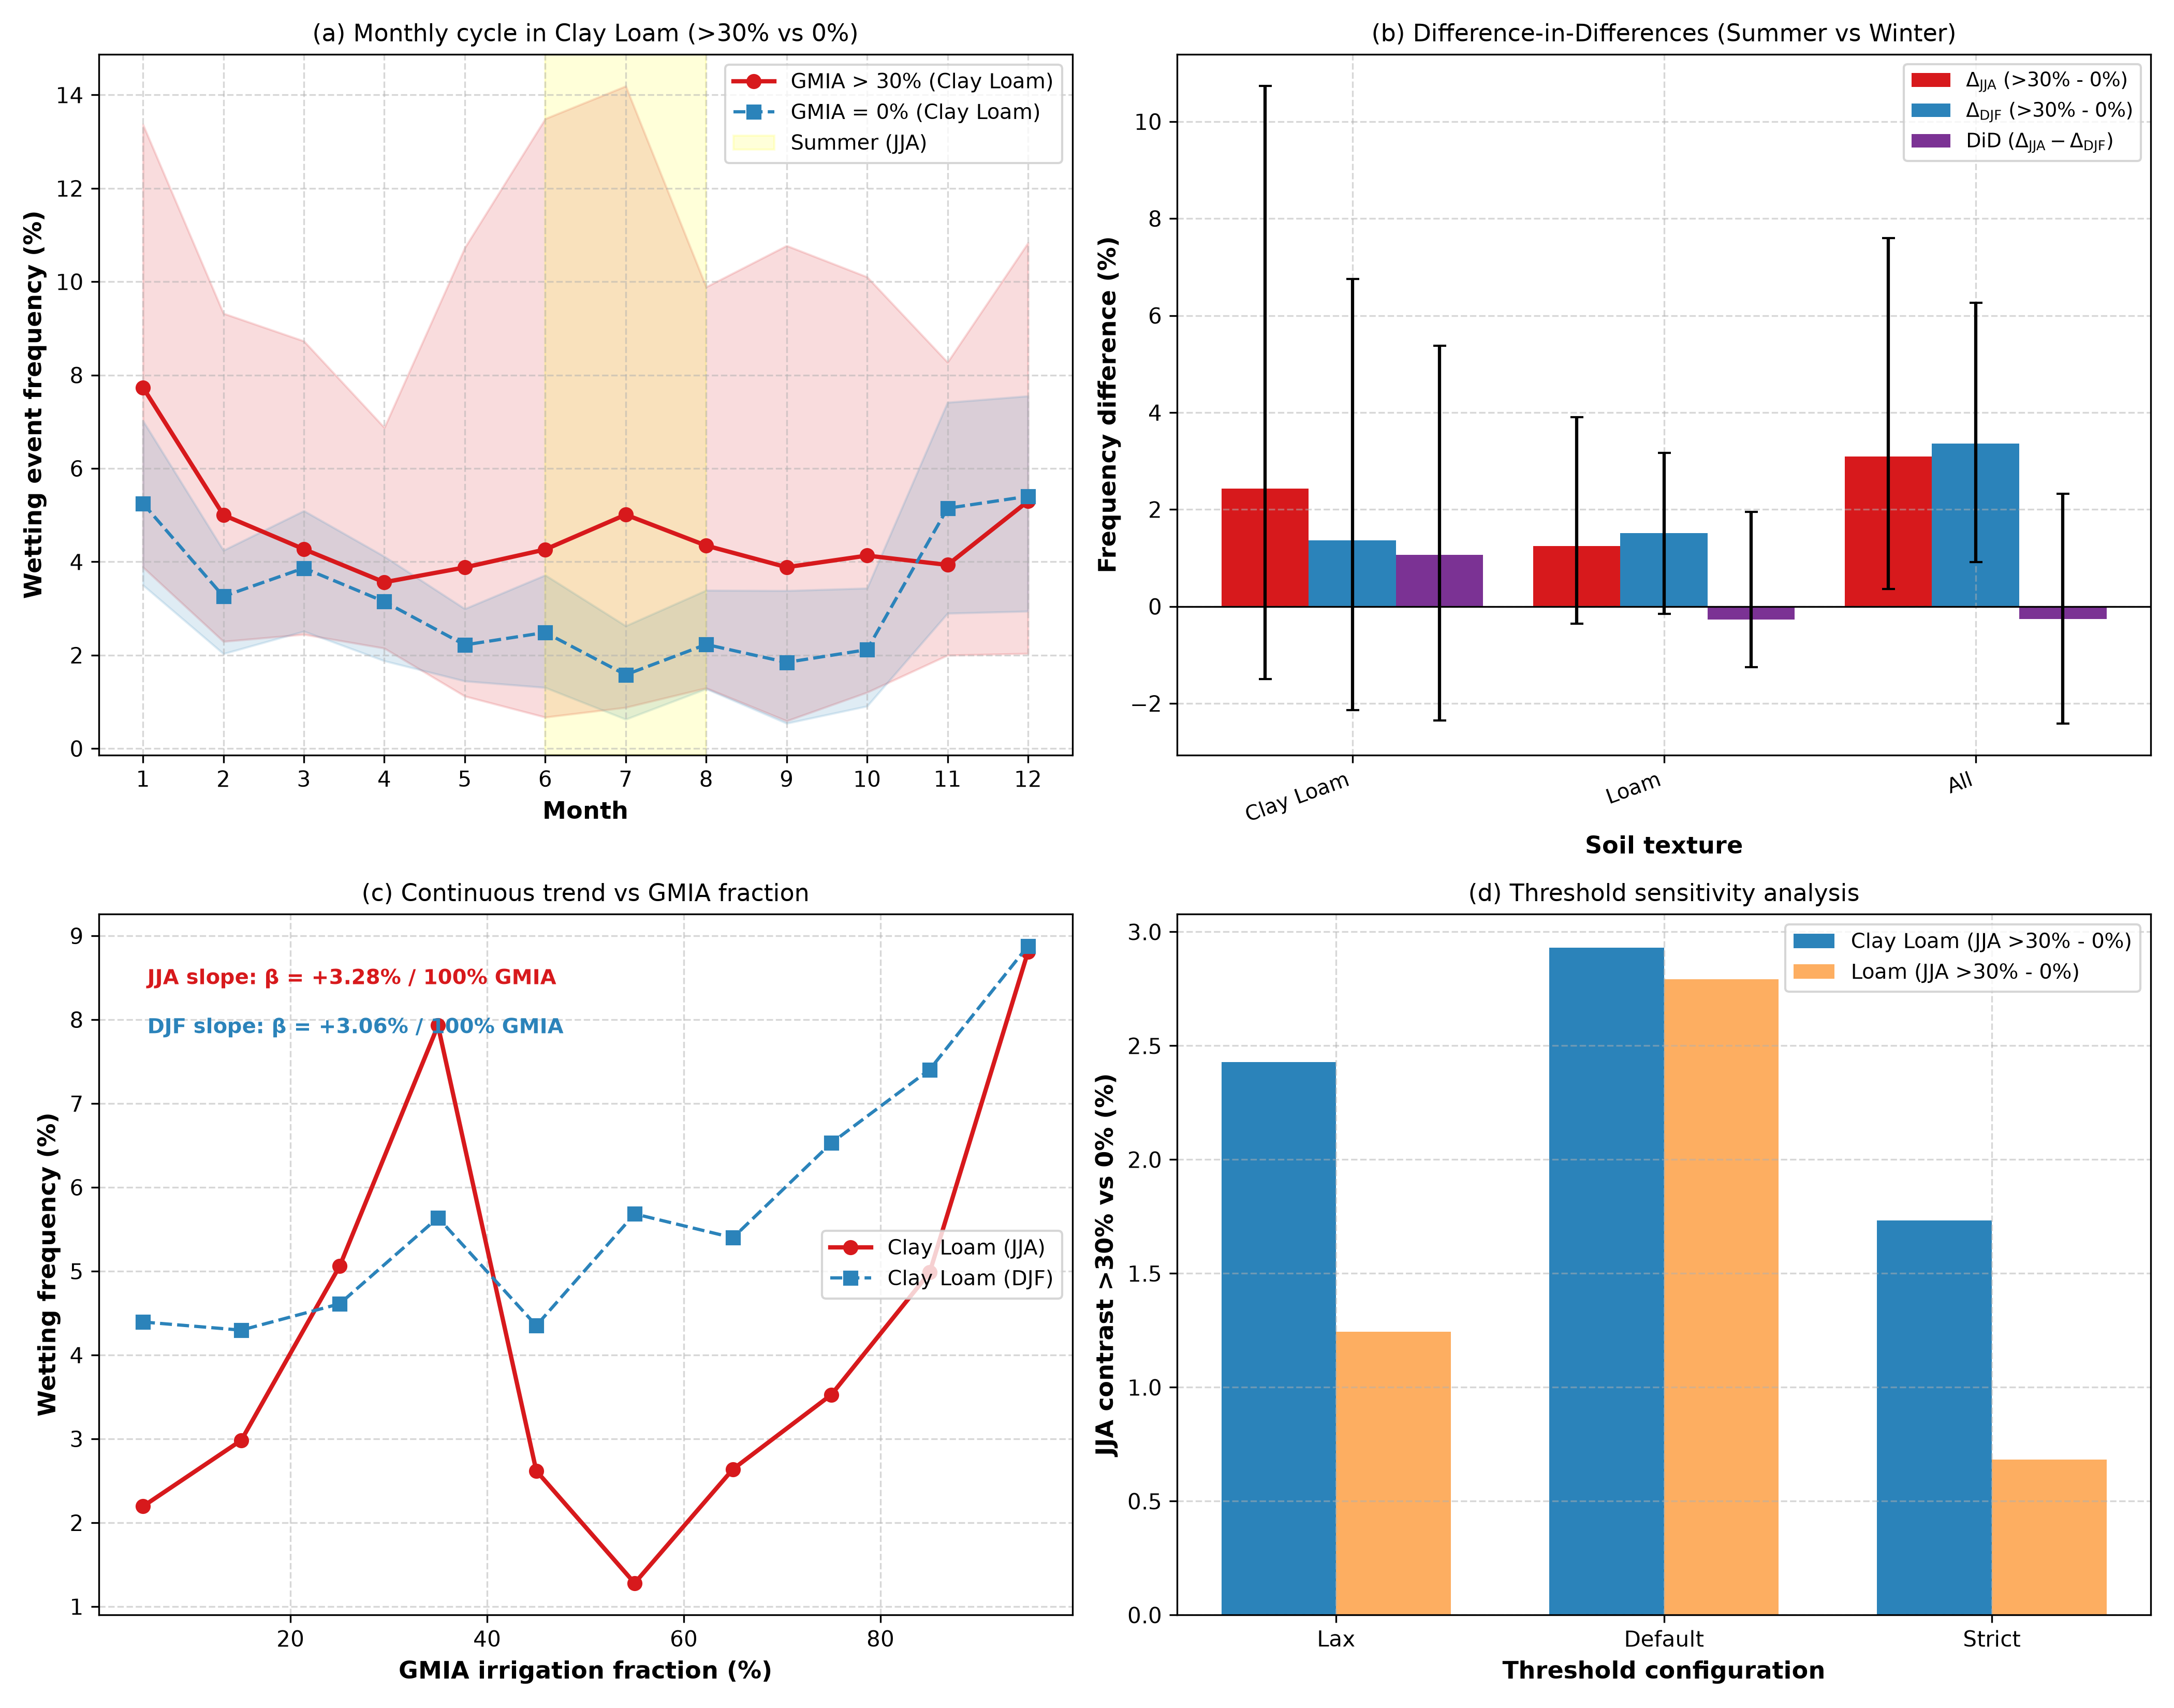 (a) Monthly cycle in Clay Loam (>30% vs 0%)
Wetting event frequency (%)
14
12
10
8
6
4
2
0
GMIA > 30% (Clay Loam)
GMIA = 0% (Clay Loam)
Summer (JJA)
1 2 3 4 5 6 7 8 9 10 11 12
Month
(b) Difference-in-Differences (Summer vs Winter)
Frequency difference (%)
10
8
6
4
2
0
−2
Δ_JJA (>30% - 0%)
Δ_DJF (>30% - 0%)
DiD (Δ_JJA − Δ_DJF)
Clay Loam Loam All
Soil texture
(c) Continuous trend vs GMIA fraction
Wetting frequency (%)
9
8
7
6
5
4
3
2
1
JJA slope: β = +3.28% / 100% GMIA
DJF slope: β = +3.06% / 100% GMIA
Clay Loam (JJA)
Clay Loam (DJF)
20 40 60 80
GMIA irrigation fraction (%)
(d) Threshold sensitivity analysis
JJA contrast >30% vs 0% (%)
3.0
2.5
2.0
1.5
1.0
0.5
0.0
Clay Loam (JJA >30% - 0%)
Loam (JJA >30% - 0%)
Lax Default Strict
Threshold configuration